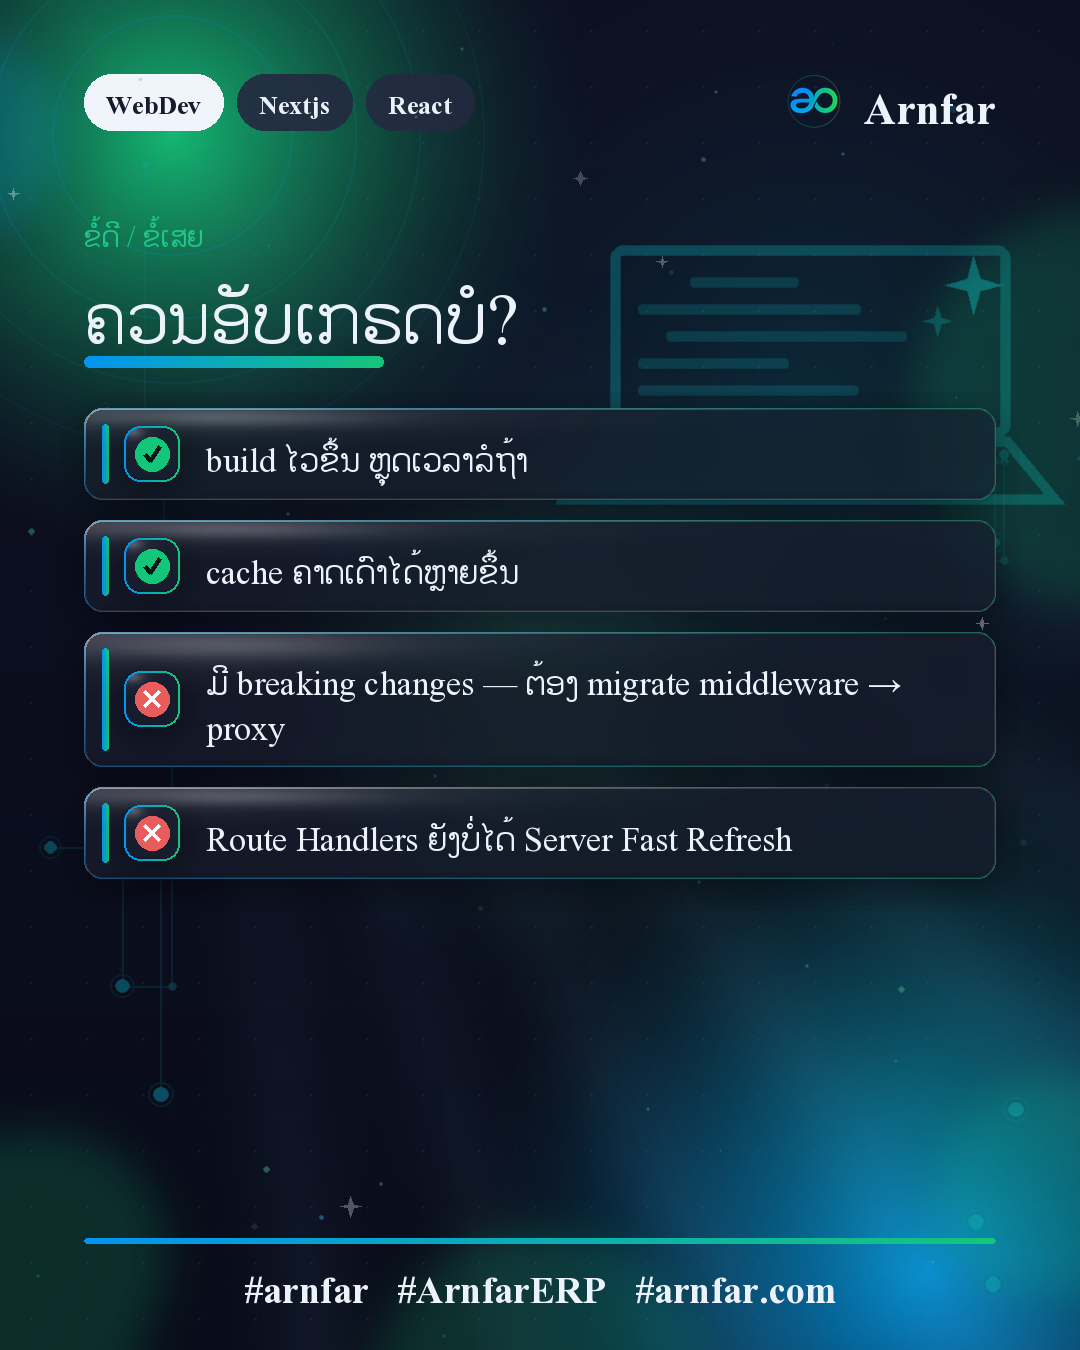 WebDev Nextjs React
Arnfar
ຂໍ້ດີ / ຂໍ້ເສຍ
ຄວນອັບເກຣດບໍ?
build ໄວຂຶ້ນ ຫຼຸດເວລາລໍຖ້າ
cache ຄາດເດົາໄດ້ຫຼາຍຂຶ້ນ
ມີ breaking changes — ຕ້ອງ migrate middleware →
proxy
Route Handlers ຍັງບໍ່ໄດ້ Server Fast Refresh
#arnfar #ArnfarERP #arnfar.com